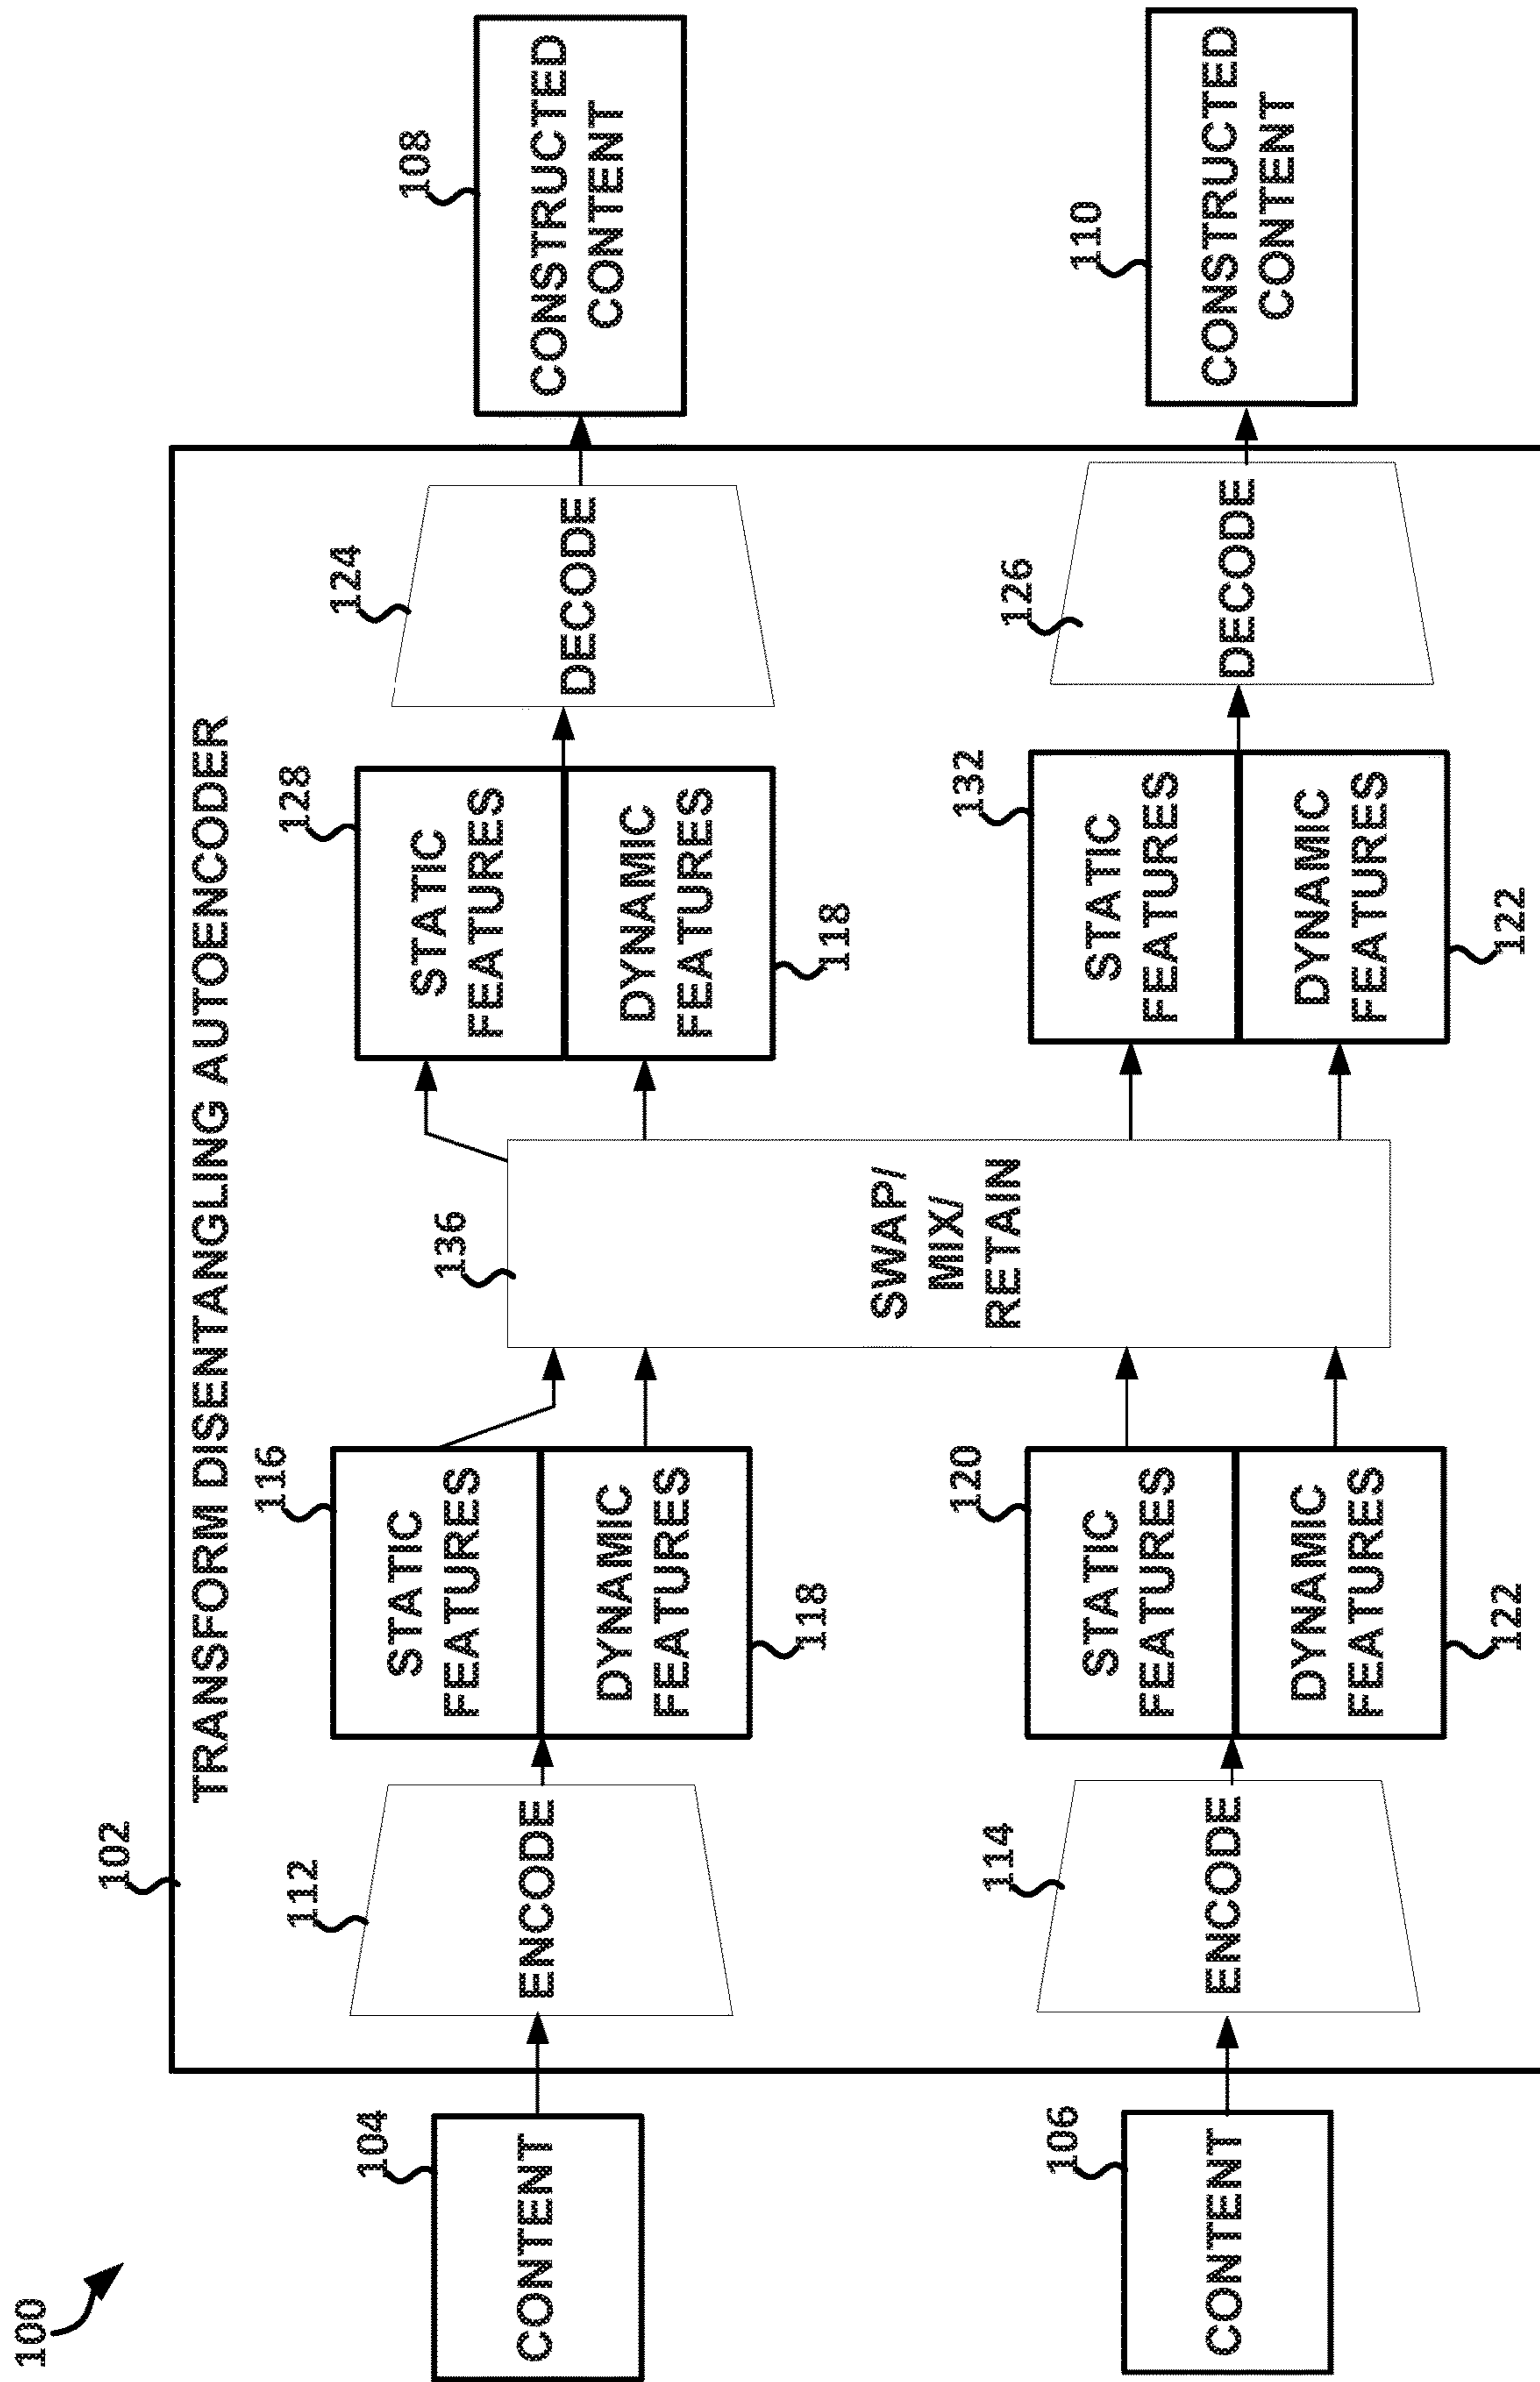 100
102
TRANSFORM DISENTANGLING AUTOENCODER
104
CONTENT
112
ENCODE
116
STATIC
FEATURES
DYNAMIC
FEATURES
118
136
SWAP/
MIX/
RETAIN
128
STATIC
FEATURES
DYNAMIC
FEATURES
118
124
DECODE
108
CONSTRUCTED
CONTENT
106
CONTENT
114
ENCODE
120
STATIC
FEATURES
DYNAMIC
FEATURES
122
132
STATIC
FEATURES
DYNAMIC
FEATURES
122
126
DECODE
110
CONSTRUCTED
CONTENT